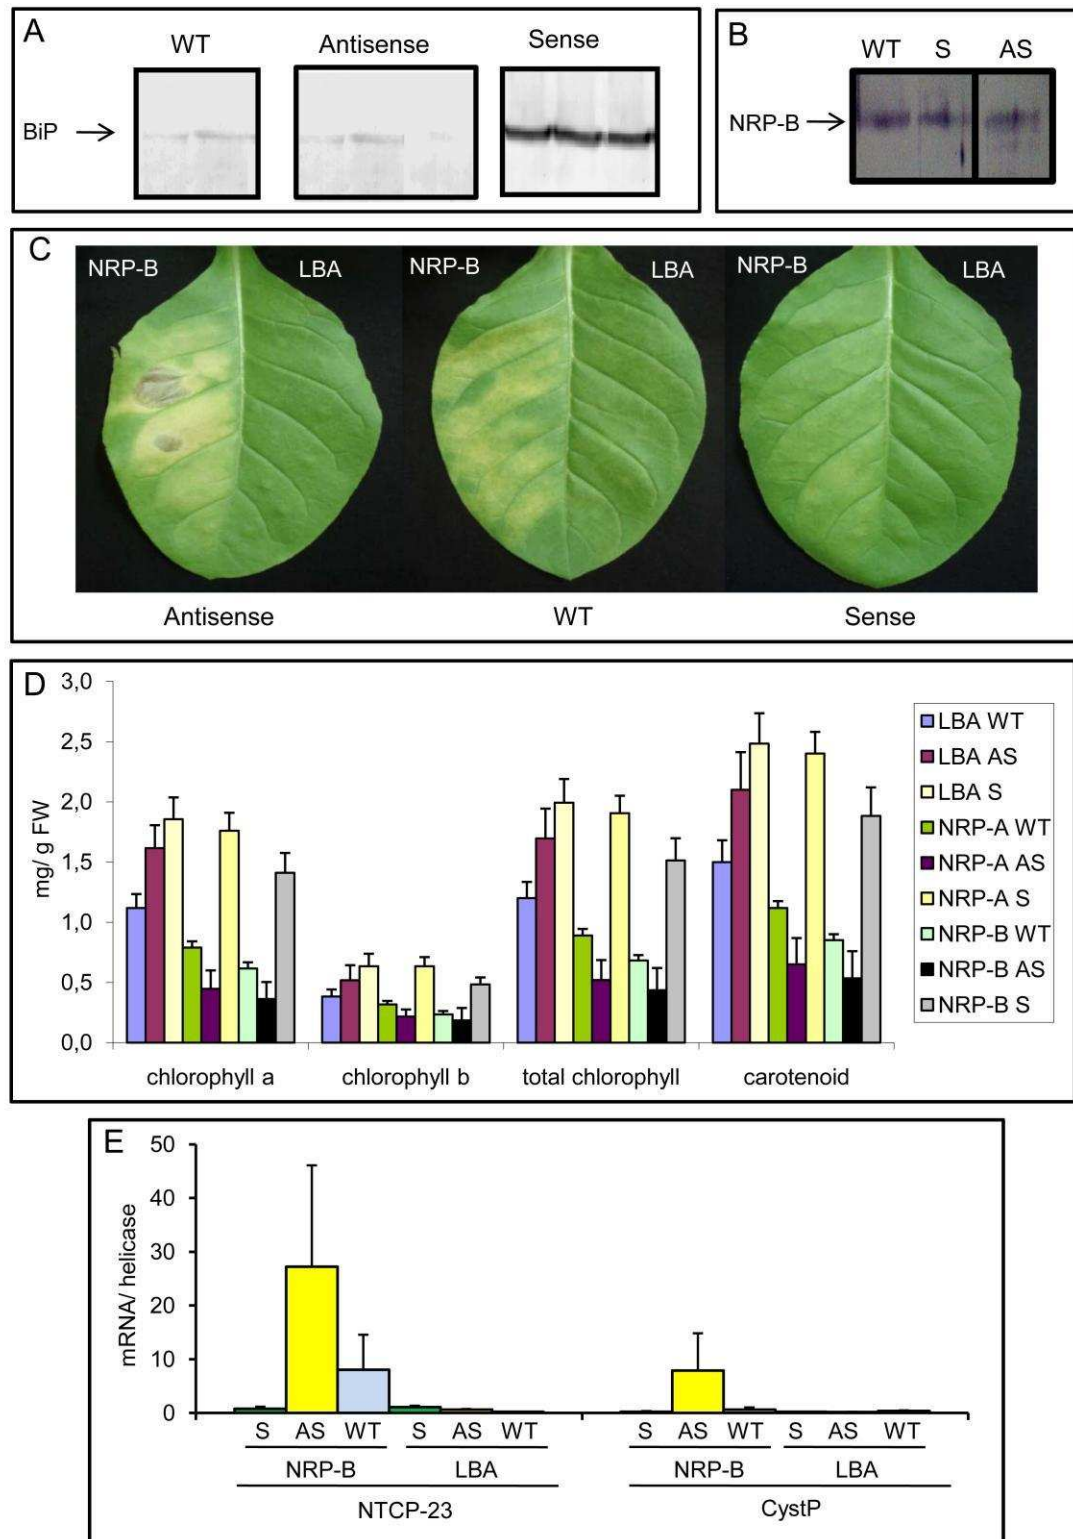 A
WT
Antisense
Sense
BiP
B
WT S AS
NRP-B
C
NRP-B LBA
NRP-B LBA
NRP-B LBA
Antisense
WT
Sense
D
3,0
2,5
2,0
1,5
1,0
0,5
0,0
mg/ g FW
chlorophyll a
chlorophyll b
total chlorophyll
carotenoid
LBA WT
LBA AS
LBA S
NRP-A WT
NRP-A AS
NRP-A S
NRP-B WT
NRP-B AS
NRP-B S
E
50
40
30
20
10
0
mRNA/ helicase
S AS WT S AS WT
S AS WT S AS WT
NRP-B LBA
NRP-B LBA
NTCP-23
CystP